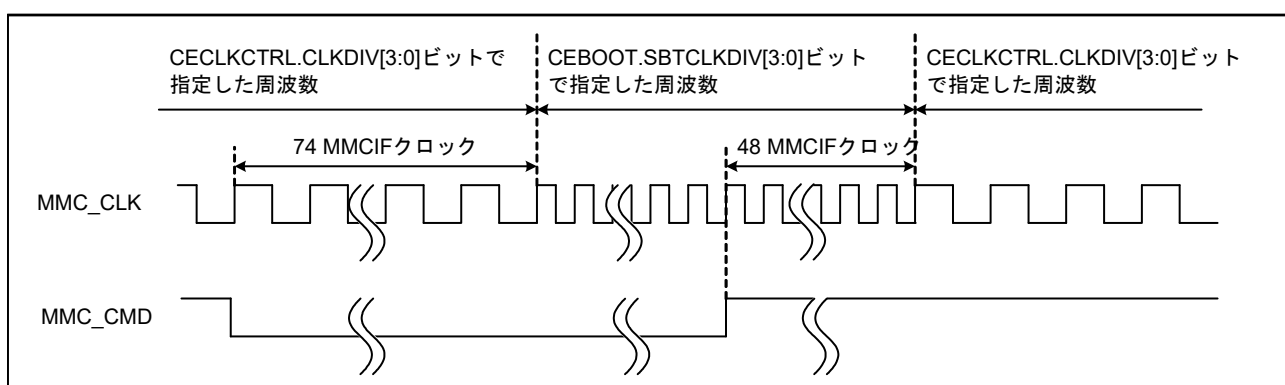 CECLKCTRL.CLKDIV[3:0]ビットで
指定した周波数
CEBOOT.SBTCLKDIV[3:0]ビット
で指定した周波数
CECLKCTRL.CLKDIV[3:0]ビット
で指定した周波数
74 MMCIFクロック
48 MMCIFクロック
MMC_CLK
MMC_CMD